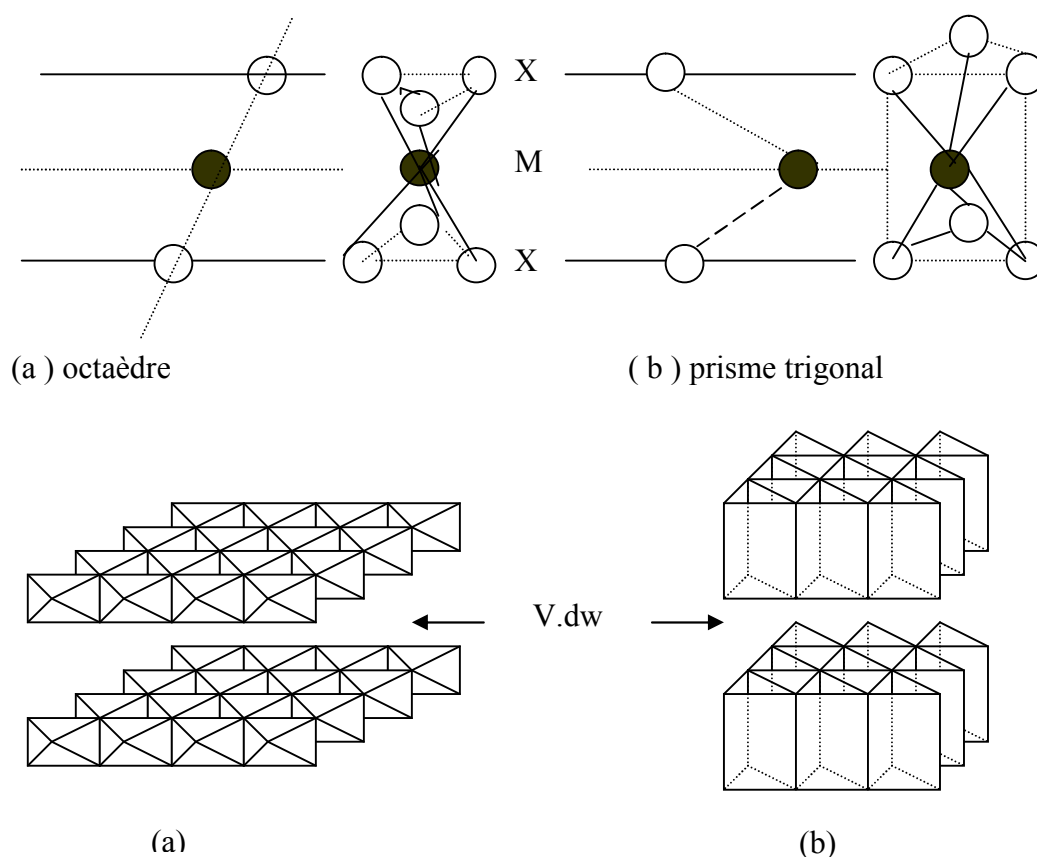 X
M
X
(a ) octaèdre
( b ) prisme trigonal
V.dw
(a)
(b)